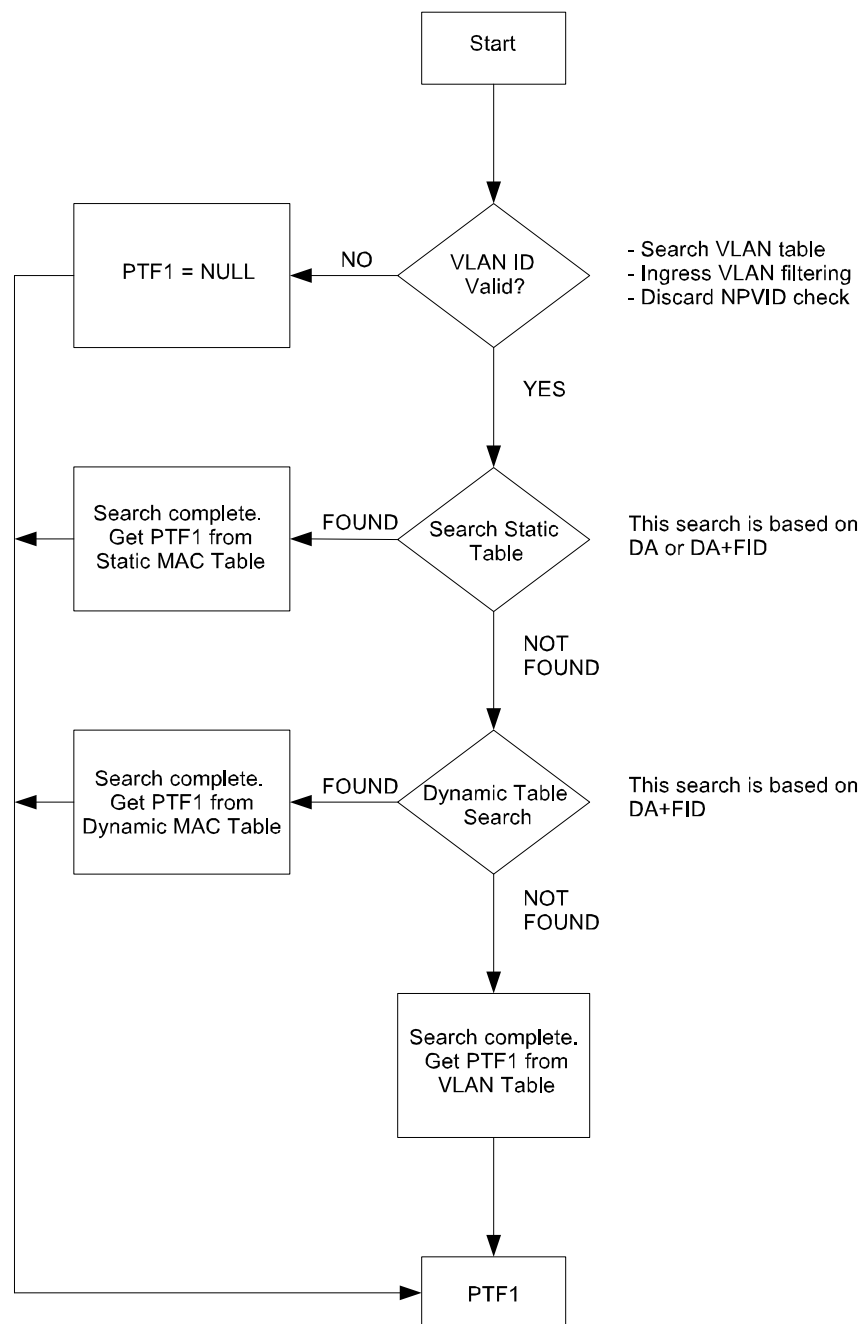 Start
PTF1 = NULL
NO
VLAN ID
Valid?
- Search VLAN table
- Ingress VLAN filtering
- Discard NPVID check
YES
Search complete.
Get PTF1 from
Static MAC Table
FOUND
Search Static
Table
This search is based on
DA or DA+FID
NOT
FOUND
Search complete.
Get PTF1 from
Dynamic MAC Table
FOUND
Dynamic Table
Search
This search is based on
DA+FID
NOT
FOUND
Search complete.
Get PTF1 from
VLAN Table
PTF1